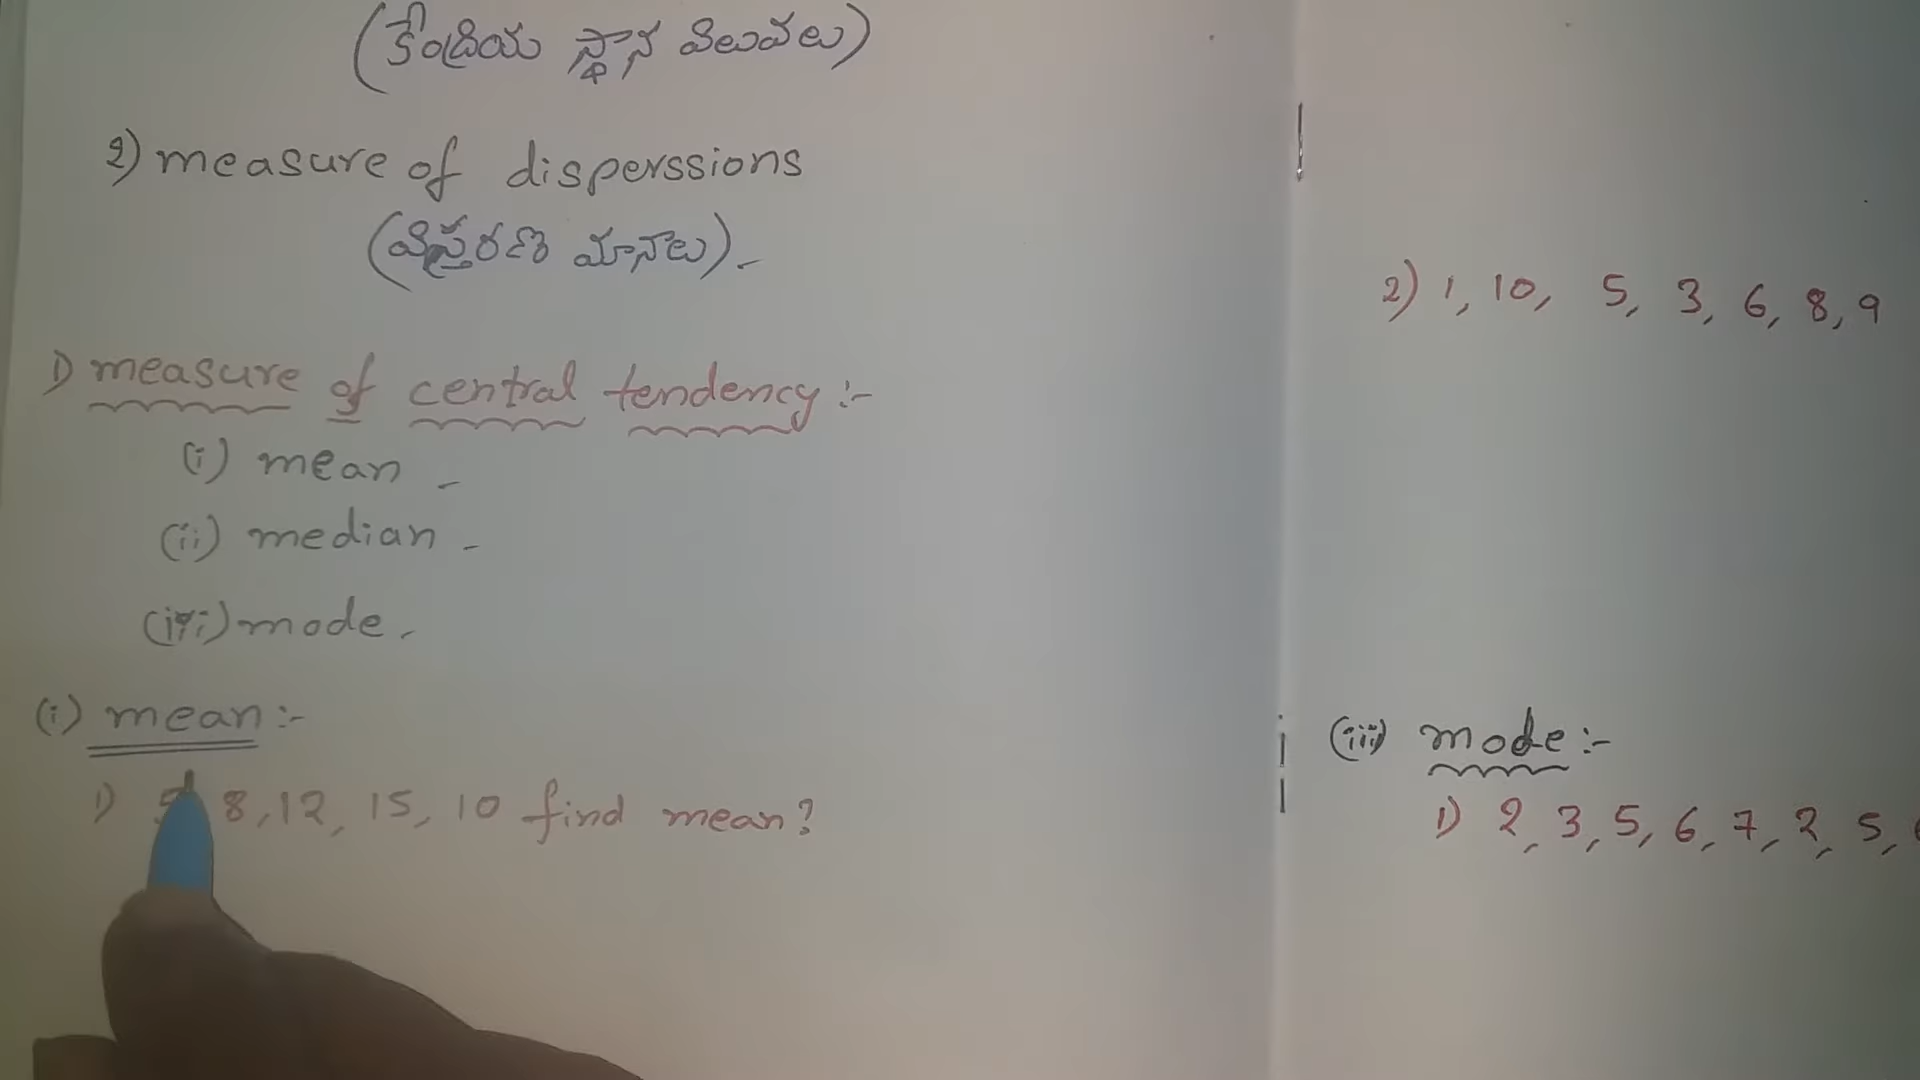 (కేంద్రియ స్థాన విలువలు)
2) measure of disperssions
(విస్తరణ మానాలు).
1) measure of central tendency:-
(i) mean
(ii) median
(iii) mode.
(i) mean:-
1) 5, 8, 12, 15, 10 find mean?
2) 1, 10, 5, 3, 6, 8, 9
(iii) mode:-
1) 2, 3, 5, 6, 7, 2, 5,